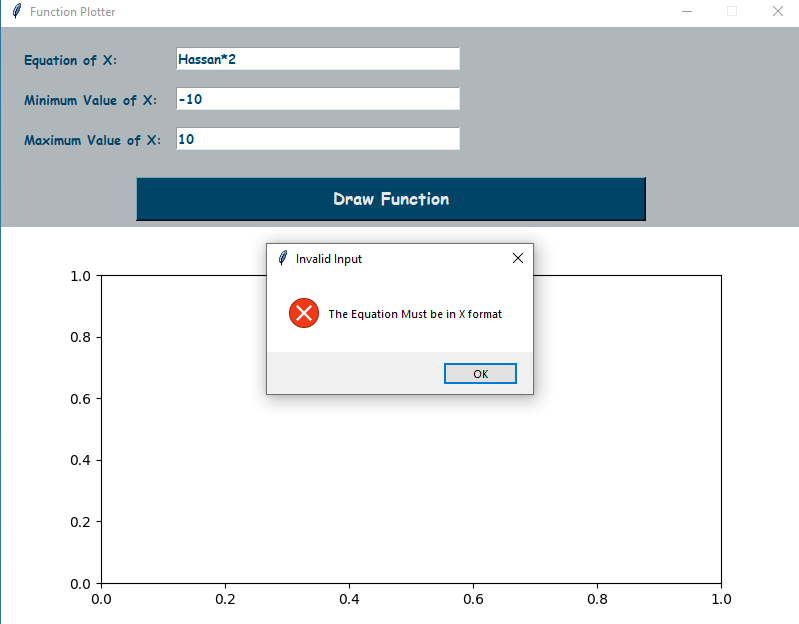 Function Plotter
Equation of X: Hassan*2
Minimum Value of X: -10
Maximum Value of X: 10
Draw Function
Invalid Input
The Equation Must be in X format
OK
1.0
0.8
0.6
0.4
0.2
0.0
0.0 0.2 0.4 0.6 0.8 1.0